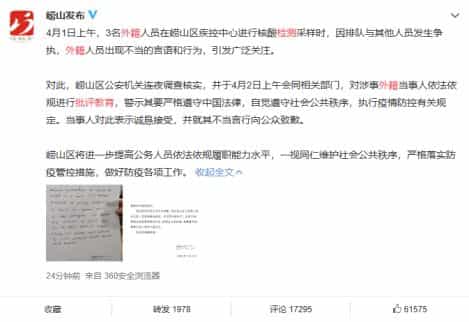 崂山发布
4月1日上午，3名外籍人员在崂山区疾控中心进行核酸检测采样时，因排队与其他人员发生争
执，外籍人员出现不当的言语和行为，引发广泛关注。
对此，崂山区公安机关连夜调查核实，并于4月2日上午会同相关部门，对涉事外籍当事人依法依
规进行批评教育，警示其要严格遵守中国法律，自觉遵守社会公共秩序，执行疫情防控有关规
定。当事人对此表示诚恳接受，并就其不当言行向公众致歉。
崂山区将进一步提高公务人员依法依规履职能力水平，一视同仁维护社会公共秩序，严格落实防
疫管控措施，做好防疫各项工作。 收起全文
24分钟前 来自 360安全浏览器
收藏 转发 1978 评论 17295 61575